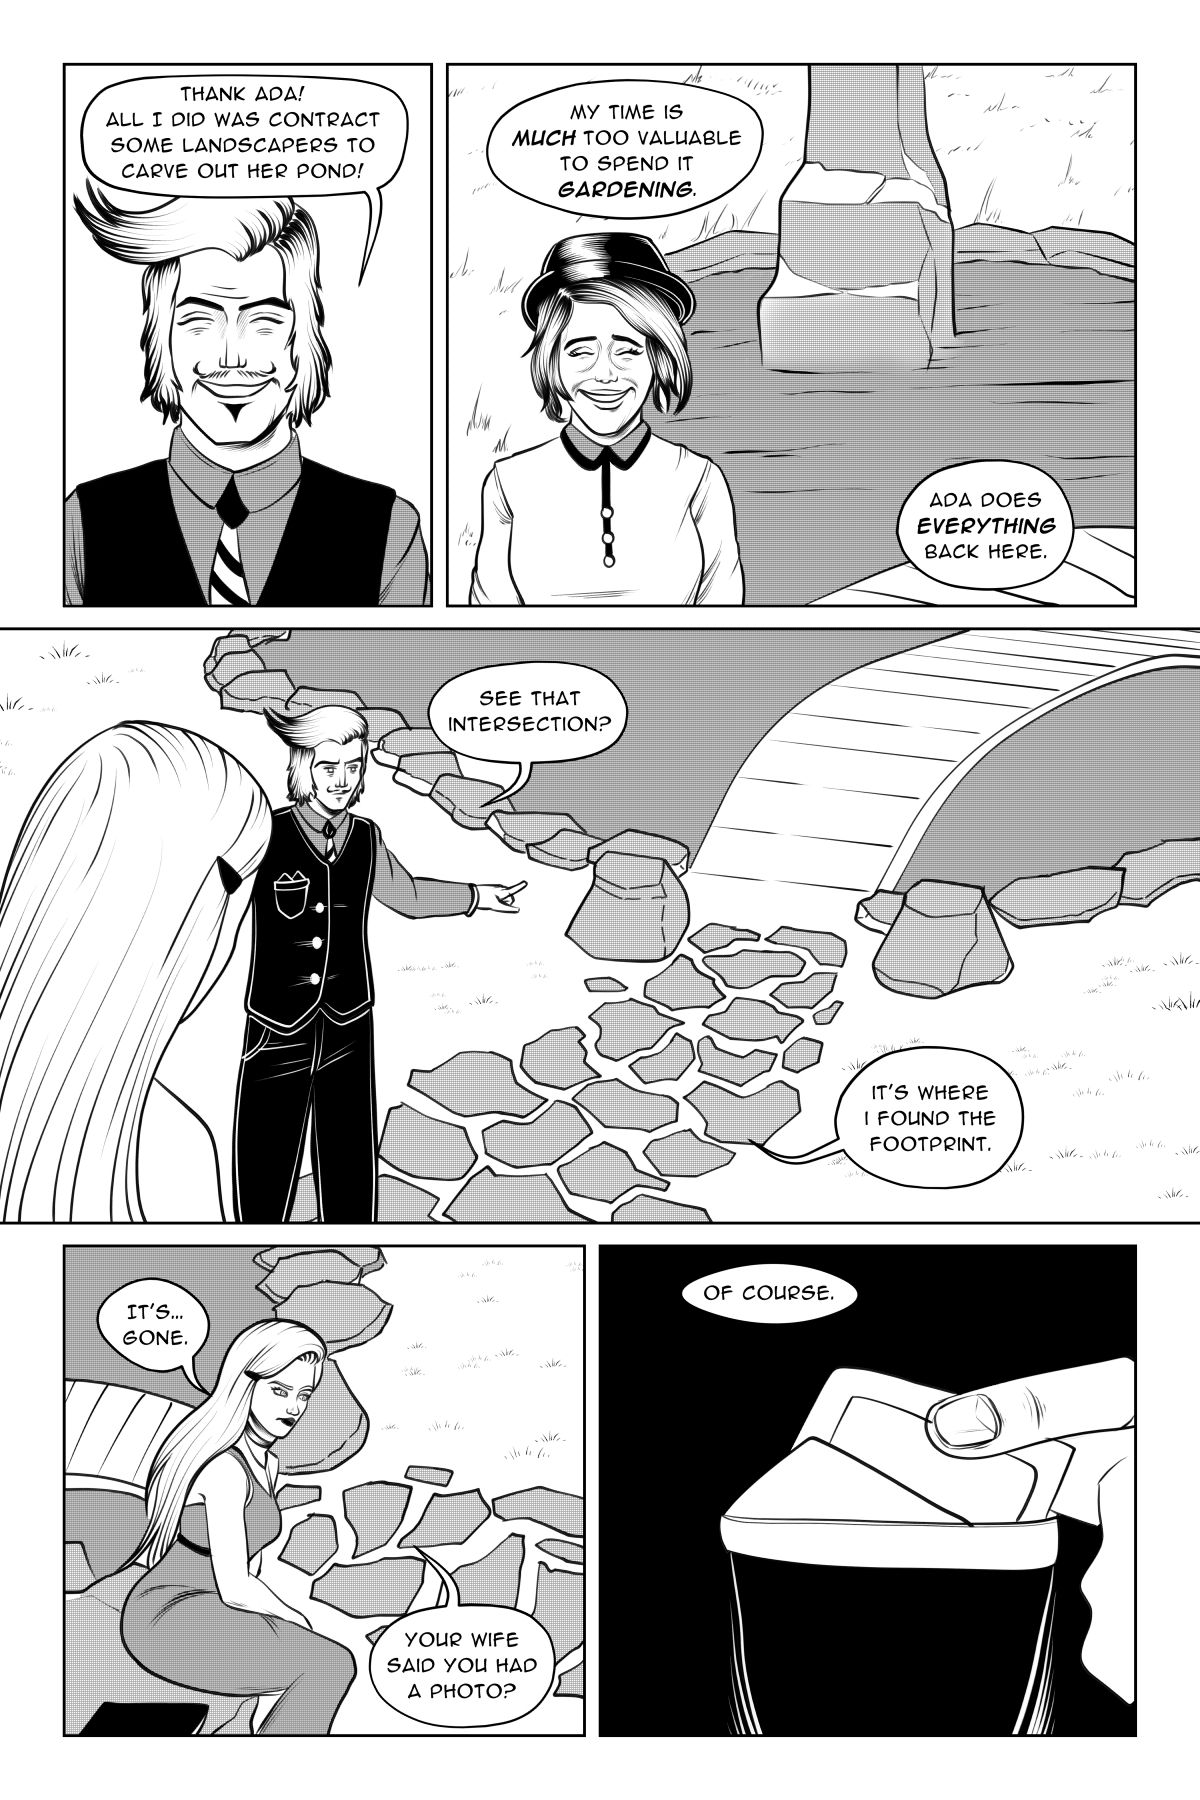 THANK ADA!
ALL I DID WAS CONTRACT
SOME LANDSCAPERS TO
CARVE OUT HER POND!
MY TIME IS
MUCH TOO VALUABLE
TO SPEND IT
GARDENING.
ADA DOES
EVERYTHING
BACK HERE.
SEE THAT
INTERSECTION?
IT'S WHERE
I FOUND THE
FOOTPRINT.
IT'S...
GONE.
YOUR WIFE
SAID YOU HAD
A PHOTO?
OF COURSE.